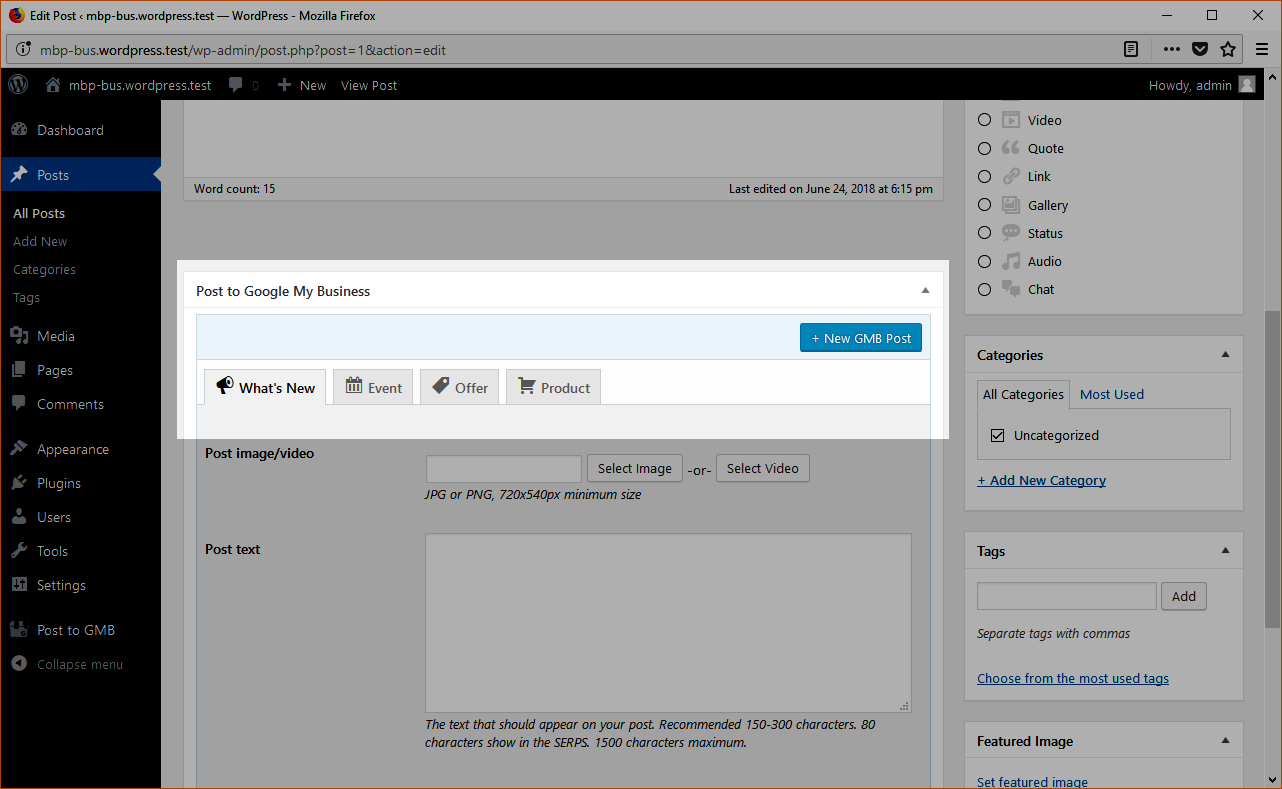 Edit Post ‹ mbp-bus.wordpress.test — WordPress - Mozilla Firefox
mbp-bus.wordpress.test/wp-admin/post.php?post=1&action=edit
mbp-bus.wordpress.test 0 + New View Post Howdy, admin
Dashboard
Posts
All Posts
Add New
Categories
Tags
Media
Pages
Comments
Appearance
Plugins
Users
Tools
Settings
Post to GMB
Collapse menu
Word count: 15 Last edited on June 24, 2018 at 6:15 pm
Post to Google My Business
+ New GMB Post
What's New Event Offer Product
Post image/video
Select Image -or- Select Video
JPG or PNG, 720x540px minimum size
Post text
The text that should appear on your post. Recommended 150-300 characters. 80
characters show in the SERPS. 1500 characters maximum.
Video
Quote
Link
Gallery
Status
Audio
Chat
Categories
All Categories Most Used
Uncategorized
+ Add New Category
Tags
Add
Separate tags with commas
Choose from the most used tags
Featured Image
Set featured image